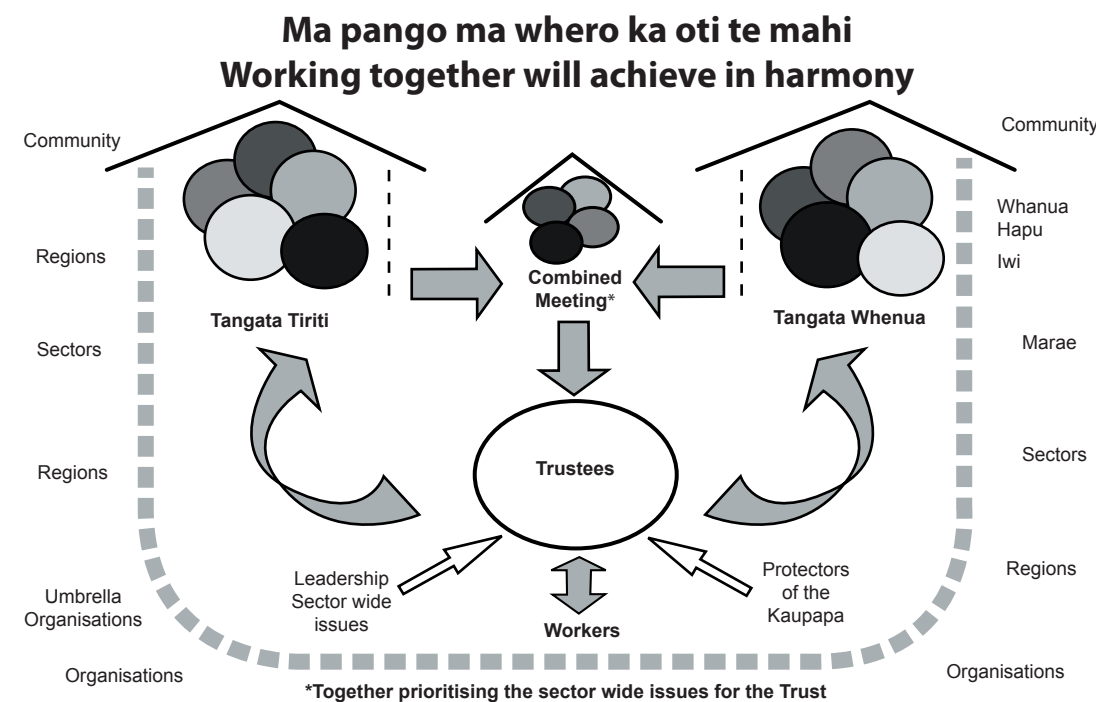 Ma pango ma whero ka oti te mahi
Working together will achieve in harmony
Community
Regions
Sectors
Regions
Umbrella
Organisations
Organisations
Tangata Tiriti
Combined
Meeting*
Tangata Whenua
Trustees
Leadership
Sector wide
issues
Workers
Protectors
of the
Kaupapa
Community
Whanua
Hapu
Iwi
Marae
Sectors
Regions
Organisations
*Together prioritising the sector wide issues for the Trust